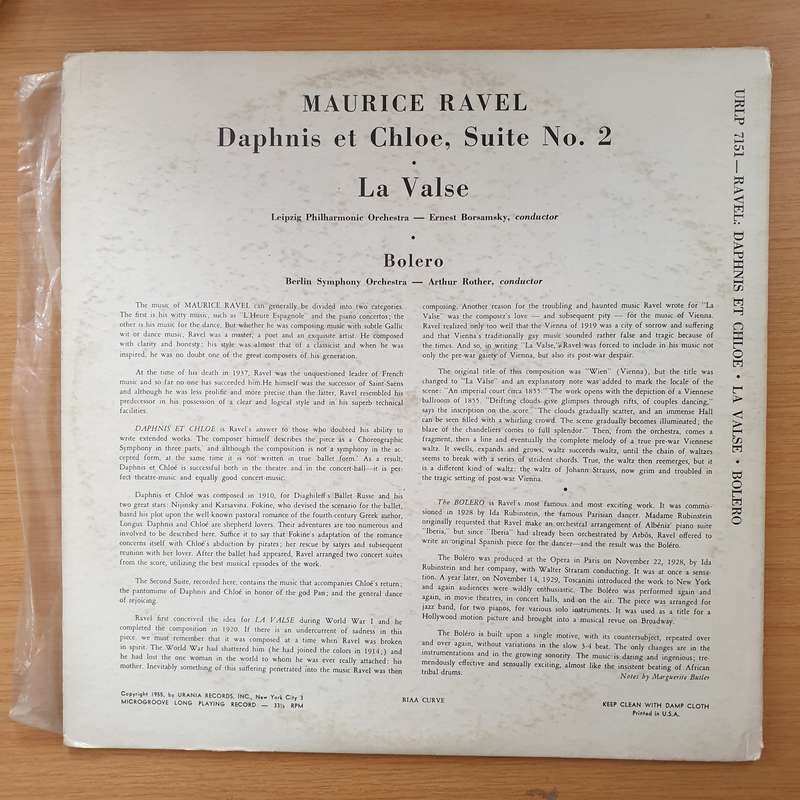 MAURICE RAVEL
Daphnis et Chloe, Suite No. 2
•
La Valse
Leipzig Philharmonic Orchestra — Ernest Borsamsky, conductor
•
Bolero
Berlin Symphony Orchestra — Arthur Rother, conductor
The music of MAURICE RAVEL can generally be divided into two categories.
The first is his witty music, such as "L'Heure Espagnole" and the piano concertos; the
other is his music for the dance. But whether he was composing music with subtle Gallic
wit or dance music, Ravel was a master, a poet and an exquisite artist. He composed
with clarity and honesty; his style was almost that of a classicist and when he was
inspired, he was no doubt one of the great composers of his generation.
At the time of his death in 1937, Ravel was the unquestioned leader of French
music and so far no one has succeeded him. He himself was the successor of Saint-Saëns
and although he was less prolific and more precise than the latter, Ravel resembled his
predecessor in his possession of a clear and logical style and in his superb technical
facilities.
DAPHNIS ET CHLOE is Ravel's answer to those who doubted his ability to
write extended works. The composer himself describes the piece as a Choreographic
Symphony in three parts, and although the composition is not a symphony in the ac-
cepted form, at the same time it is not written in true ballet form. As a result,
Daphnis et Chloe is successful both in the theatre and in the concert-hall—it is per-
fect theatre-music and equally good concert music.
Daphnis et Chloé was composed in 1910, for Diaghileff's Ballet Russe and his
two great stars: Nijinsky and Karsavina. Fokine, who devised the scenario for the ballet,
based his plot upon the well-known pastoral romance of the fourth-century Greek author,
Longus. Daphnis and Chloé are shepherd lovers. Their adventures are too numerous and
involved to be described here. Suffice it to say that Fokine's adaptation of the romance
concerns itself with Chloé's abduction by pirates; her rescue by satyrs and subsequent
reunion with her lover. After the ballet had appeared, Ravel arranged two concert suites
from the score, utilizing the best musical episodes of the work.
The Second Suite, recorded here, contains the music that accompanies Chloé's return;
the pantomime of Daphnis and Chloé in honor of the god Pan; and the general dance
of rejoicing.
Ravel first conceived the idea for LA VALSE during World War I and he
completed the composition in 1920. If there is an undercurrent of sadness in this
piece, we must remember that it was composed at a time when Ravel was broken
in spirit. The World War had shattered him (he had joined the colors in 1914;) and
he had lost the one woman in the world to whom he was ever really attached: his
mother. Inevitably something of this suffering penetrated into the music Ravel was then
composing. Another reason for the troubling and haunted music Ravel wrote for "La
Valse" was the composer's love — and subsequent pity — for the music of Vienna.
Ravel realized only too well that the Vienna of 1919 was a city of sorrow and suffering
and that Vienna's traditionally gay music sounded rather false and tragic because of
the times. And so, in writing "La Valse," Ravel was forced to include in his music not
only the pre-war gaiety of Vienna, but also its post-war despair.
The original title of this composition was "Wien" (Vienna), but the title was
changed to "La Valse" and an explanatory note was added to mark the locale of the
scene: "An imperial court circa 1855." The work opens with the depiction of a Viennese
ballroom of 1855. "Drifting clouds give glimpses through rifts, of couples dancing,"
says the inscription on the score. "The clouds gradually scatter, and an immense Hall
can be seen filled with a whirling crowd. The scene gradually becomes illuminated; the
blaze of the chandeliers comes to full splendor." Then, from the orchestra, comes a
fragment, then a line and eventually the complete melody of a true pre-war Viennese
waltz. It swells, expands and grows, waltz succeeds waltz, until the chain of waltzes
seems to break with a series of strident chords. True, the waltz then reemerges, but it
is a different kind of waltz: the waltz of Johann Strauss, now grim and troubled in
the tragic setting of post-war Vienna.
•
The BOLERO is Ravel's most famous and most exciting work. It was commis-
sioned in 1928 by Ida Rubinstein, the famous Parisian dancer. Madame Rubinstein
originally requested that Ravel make an orchestral arrangement of Albéniz' piano suite
"Iberia," but since "Iberia" had already been orchestrated by Arbós, Ravel offered to
write an original Spanish piece for the dancer—and the result was the Boléro.
The Boléro was produced at the Opera in Paris on November 22, 1928, by Ida
Rubinstein and her company, with Walter Straram conducting. It was at once a sensa-
tion. A year later, on November 14, 1929, Toscanini introduced the work to New York
and again audiences were wildly enthusiastic. The Boléro was performed again and
again, in movie theatres, in concert halls, and on the air. The piece was arranged for
jazz band, for two pianos, for various solo instruments. It was used as a title for a
Hollywood motion picture and brought into a musical revue on Broadway.
The Boléro is built upon a single motive, with its countersubject, repeated over
and over again, without variations in the slow 3-4 beat. The only changes are in the
instruments and in the growing sonority. The music is daring and ingenious; tre-
mendously effective and sensually exciting, almost like the insistent beating of African
tribal drums.
Notes by Marguerite Butler
Copyright 1955, by URANIA RECORDS, INC., New York City 3
MICROGROOVE LONG PLAYING RECORD — 33⅓ RPM
RIAA CURVE
KEEP CLEAN WITH DAMP CLOTH
Printed in U.S.A.
URLP 7151—RAVEL: DAPHNIS ET CHLOE • LA VALSE • BOLERO